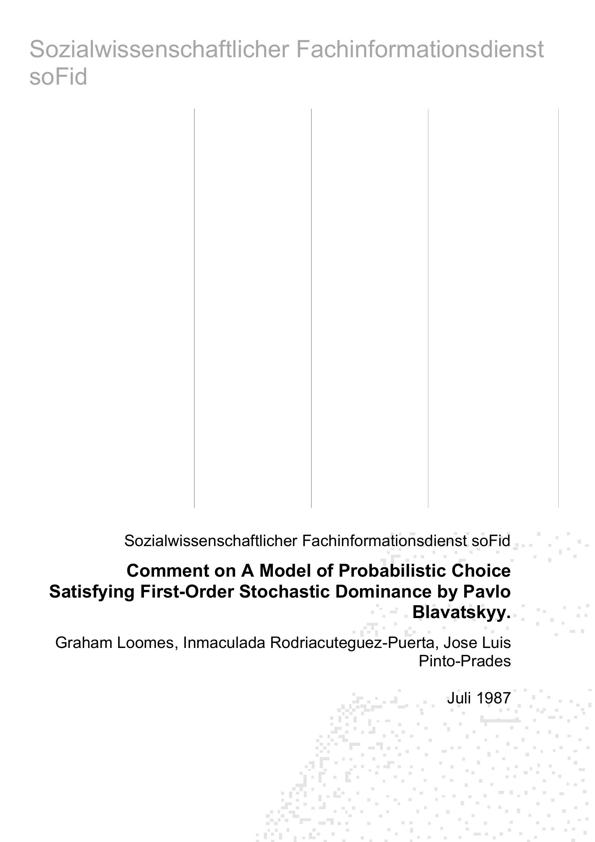 Sozialwissenschaftlicher Fachinformationsdienst
soFid
Sozialwissenschaftlicher Fachinformationsdienst soFid
Comment on A Model of Probabilistic Choice
Satisfying First-Order Stochastic Dominance by Pavlo
Blavatskyy.
Graham Loomes, Inmaculada Rodriacuteguez-Puerta, Jose Luis
Pinto-Prades
Juli 1987